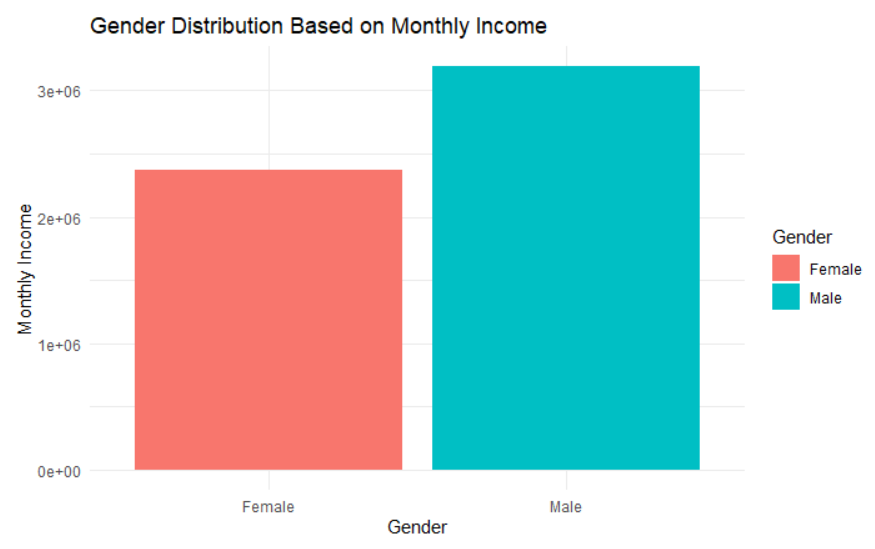 Gender Distribution Based on Monthly Income
Monthly Income
3e+06
2e+06
1e+06
0e+00
Female
Male
Gender
Gender
Female
Male